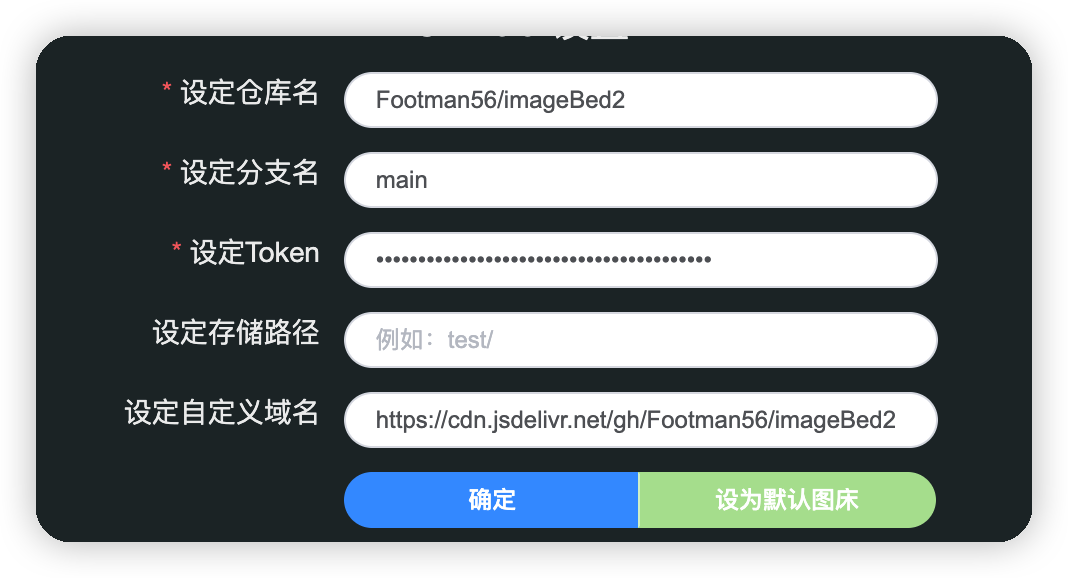 * 设定仓库名 Footman56/imageBed2
* 设定分支名 main
* 设定Token ••••••••••••••••••••••••••••••••••••••••
设定存储路径 例如：test/
设定自定义域名 https://cdn.jsdelivr.net/gh/Footman56/imageBed2
确定 设为默认图床